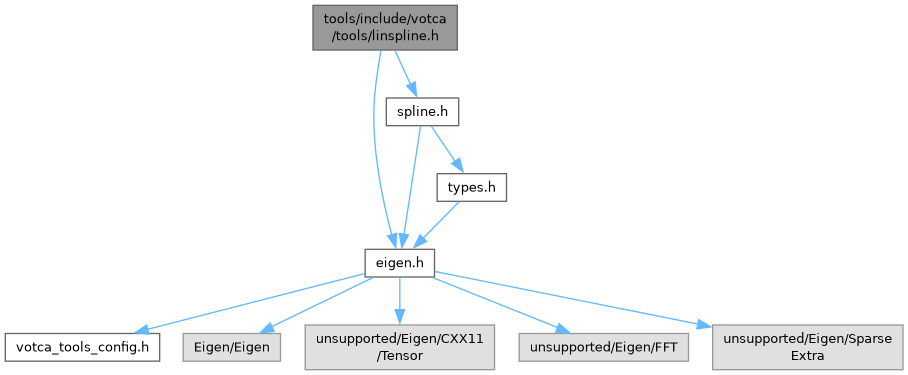 tools/include/votca
/tools/linspline.h
spline.h
types.h
eigen.h
votca_tools_config.h
Eigen/Eigen
unsupported/Eigen/CXX11
/Tensor
unsupported/Eigen/FFT
unsupported/Eigen/Sparse
Extra